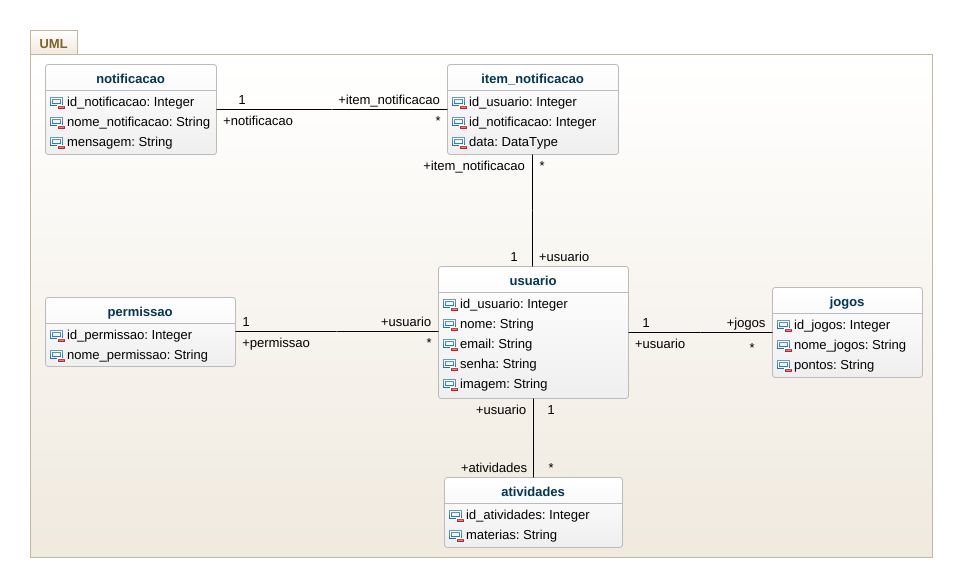 UML
notificacao
id_notificacao: Integer
nome_notificacao: String
mensagem: String
1
+notificacao
+item_notificacao
*
item_notificacao
id_usuario: Integer
id_notificacao: Integer
data: DataType
+item_notificacao
*
1
+usuario
permissao
id_permissao: Integer
nome_permissao: String
1
+permissao
+usuario
*
usuario
id_usuario: Integer
nome: String
email: String
senha: String
imagem: String
1
+usuario
+jogos
*
jogos
id_jogos: Integer
nome_jogos: String
pontos: String
+usuario
1
+atividades
*
atividades
id_atividades: Integer
materias: String